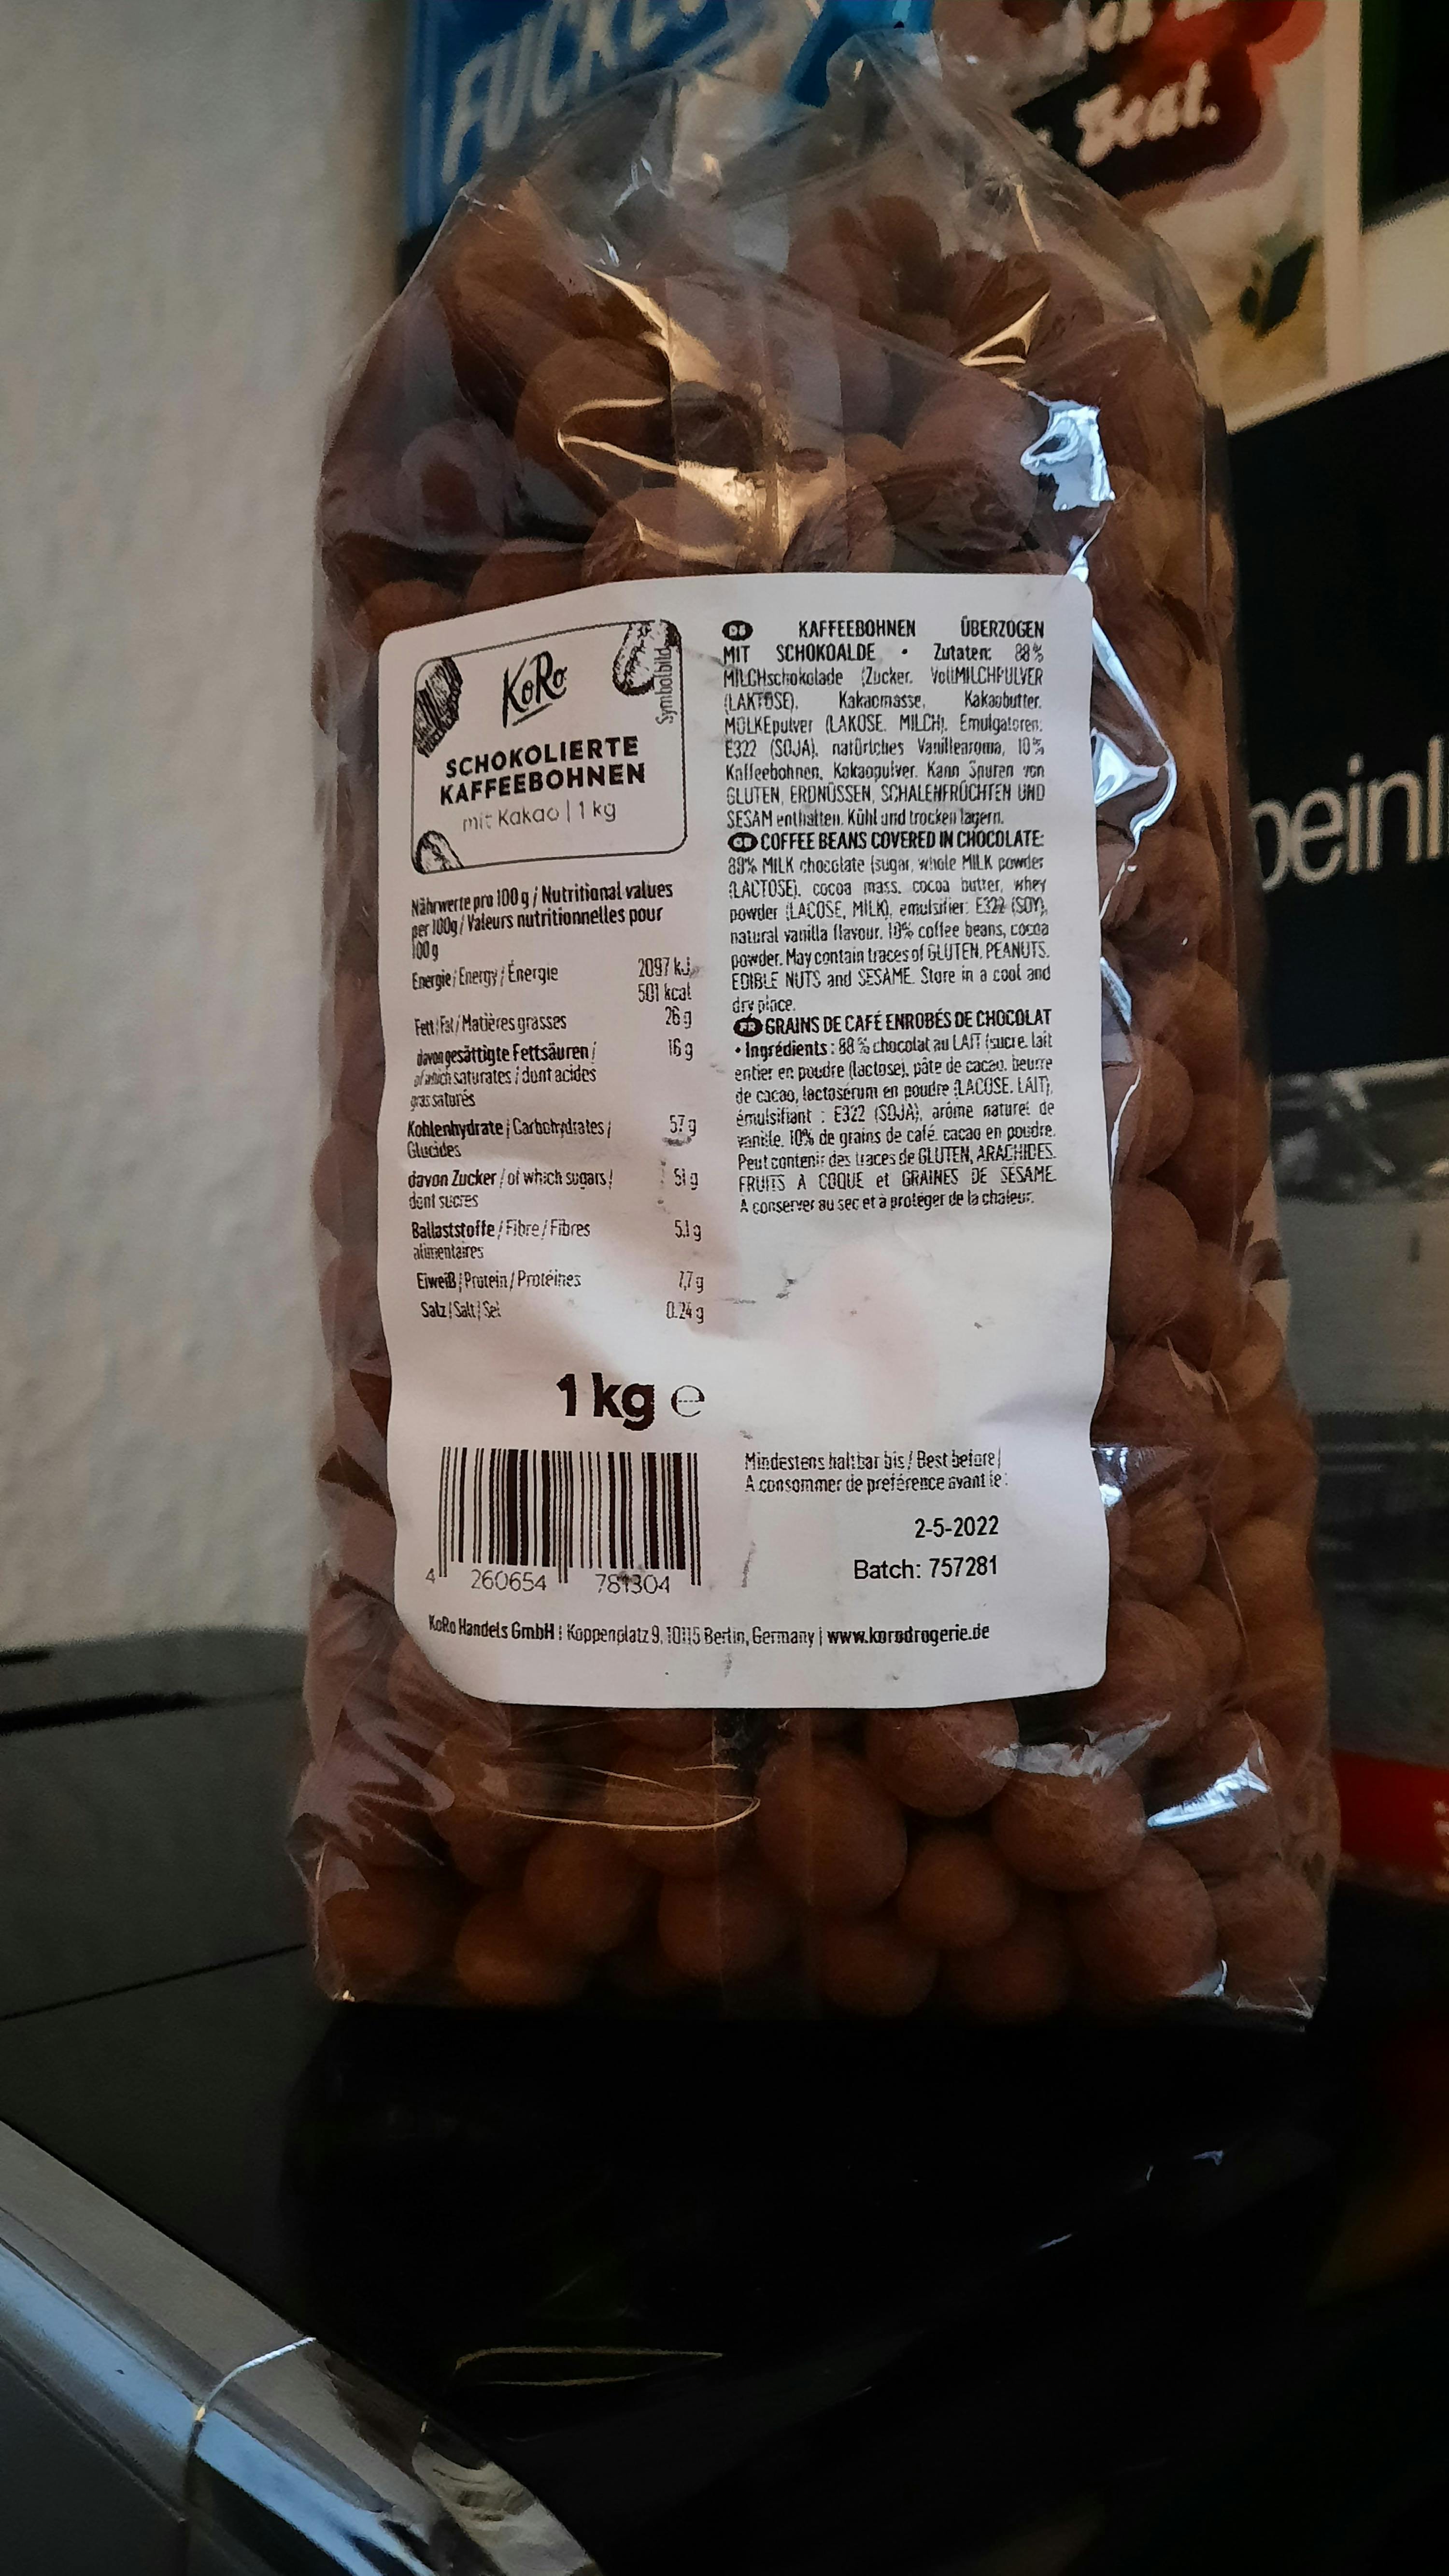 FUCKE
Beat.
beinl
KoRo
Symbolbild
SCHOKOLIERTE
KAFFEEBOHNEN
mit Kakao | 1 kg
Nährwerte pro 100 g / Nutritional values
per 100g / Valeurs nutritionnelles pour
100 g
Energie / Energy / Énergie 2097 kJ
501 kcal
Fett / Fat / Matières grasses 26 g
davon gesättigte Fettsäuren / 16 g
of which saturates / dont acides
gras saturés
Kohlenhydrate / Carbohydrates / 57 g
Glucides
davon Zucker / of which sugars / 51 g
dont sucres
Ballaststoffe / Fibre / Fibres 5.1 g
alimentaires
Eiweiß / Protein / Protéines 7,7 g
Salz / Salt / Sel 0.24 g
1 kg e
4 260654 781304
DE KAFFEEBOHNEN ÜBERZOGEN
MIT SCHOKOALDE • Zutaten: 88%
MILCHschokolade (Zucker, VollMILCHPULVER
(LAKTOSE), Kakaomasse, Kakaobutter,
MOLKEpulver (LAKOSE, MILCH), Emulgatoren:
E322 (SOJA), natürliches Vanillearoma, 10%
Kaffeebohnen, Kakaopulver. Kann Spuren von
GLUTEN, ERDNÜSSEN, SCHALENFRÜCHTEN UND
SESAM enthalten. Kühl und trocken lagern.
GB COFFEE BEANS COVERED IN CHOCOLATE:
88% MILK chocolate (sugar, whole MILK powder
(LACTOSE), cocoa mass, cocoa butter, whey
powder (LACOSE, MILK), emulsifier: E322 (SOY),
natural vanilla flavour, 10% coffee beans, cocoa
powder. May contain traces of GLUTEN, PEANUTS,
EDIBLE NUTS and SESAME. Store in a cool and
dry place.
FR GRAINS DE CAFÉ ENROBÉS DE CHOCOLAT
• Ingrédients : 88 % chocolat au LAIT (sucre, lait
entier en poudre (lactose), pâte de cacao, beurre
de cacao, lactosérum en poudre (LACOSE, LAIT),
émulsifiant : E322 (SOJA), arôme naturel de
vanille, 10% de grains de café, cacao en poudre.
Peut contenir des traces de GLUTEN, ARACHIDES,
FRUITS A COQUE et GRAINES DE SESAME.
A conserver au sec et à protéger de la chaleur.
Mindestens haltbar bis / Best before /
A consommer de preférence avant le :
2-5-2022
Batch: 757281
KoRo Handels GmbH | Koppenplatz 9, 10115 Berlin, Germany | www.korodrogerie.de